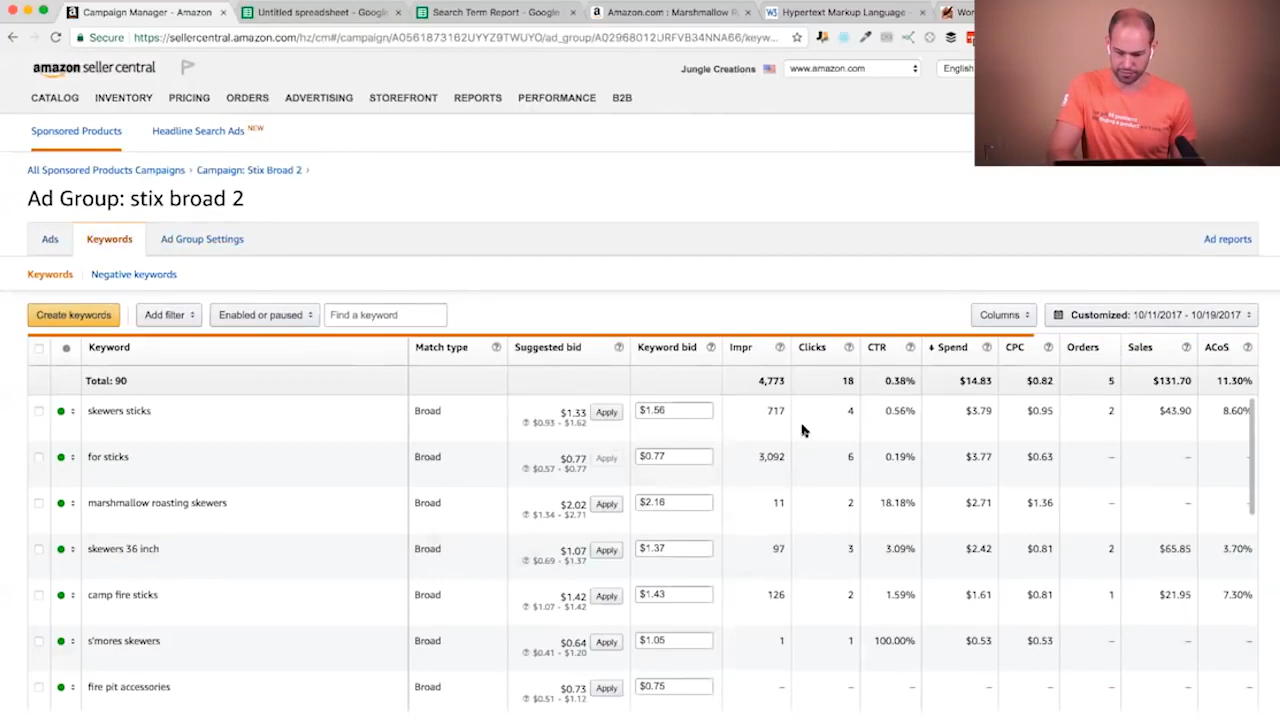 Campaign Manager - Amazon
Untitled spreadsheet - Google
Search Term Report - Google
Amazon.com : Marshmallow R
Hypertext Markup Language -
Wor
Secure
https://sellercentral.amazon.com/hz/cm#/campaign/A0561873162UYYZ9TWUYO/ad_group/A02968012URFVB34NNA66/keyw...
amazon seller central
Jungle Creations
www.amazon.com
English
CATALOG INVENTORY PRICING ORDERS ADVERTISING STOREFRONT REPORTS PERFORMANCE B2B
Sponsored Products Headline Search Ads NEW
All Sponsored Products Campaigns › Campaign: Stix Broad 2 ›
Ad Group: stix broad 2
Ads Keywords Ad Group Settings Ad reports
Keywords Negative keywords
Create keywords Add filter Enabled or paused Find a keyword Columns Customized: 10/11/2017 - 10/19/2017
Keyword Match type Suggested bid Keyword bid Impr Clicks CTR Spend CPC Orders Sales ACoS
Total: 90 4,773 18 0.38% $14.83 $0.82 5 $131.70 11.30%
skewers sticks Broad $1.33 Apply $1.56 717 4 0.56% $3.79 $0.95 2 $43.90 8.60%
$0.93 - $1.62
for sticks Broad $0.77 Apply $0.77 3,092 6 0.19% $3.77 $0.63 – – –
$0.57 - $0.77
marshmallow roasting skewers Broad $2.02 Apply $2.16 11 2 18.18% $2.71 $1.36 – – –
$1.34 - $2.71
skewers 36 inch Broad $1.07 Apply $1.37 97 3 3.09% $2.42 $0.81 2 $65.85 3.70%
$0.69 - $1.37
camp fire sticks Broad $1.42 Apply $1.43 126 2 1.59% $1.61 $0.81 1 $21.95 7.30%
$1.07 - $1.42
s'mores skewers Broad $0.64 Apply $1.05 1 1 100.00% $0.53 $0.53 – – –
$0.41 - $1.20
fire pit accessories Broad $0.73 Apply $0.75 – – – – – – – –
$0.51 - $1.12